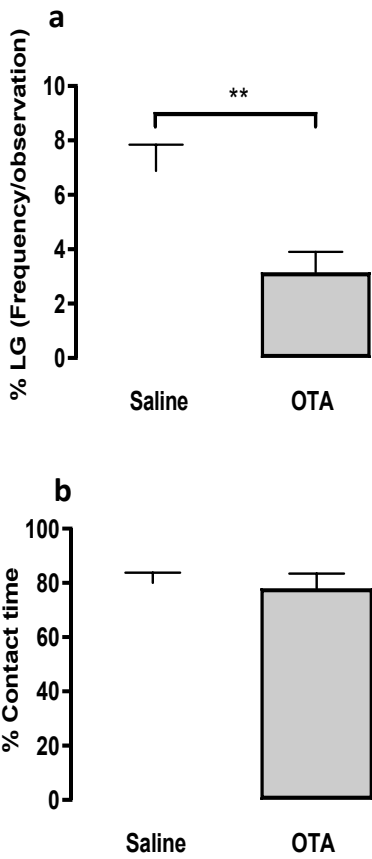 a
% LG (Frequency/observation)
10
8
6
4
2
0
**
Saline OTA
b
% Contact time
100
80
60
40
20
0
Saline OTA